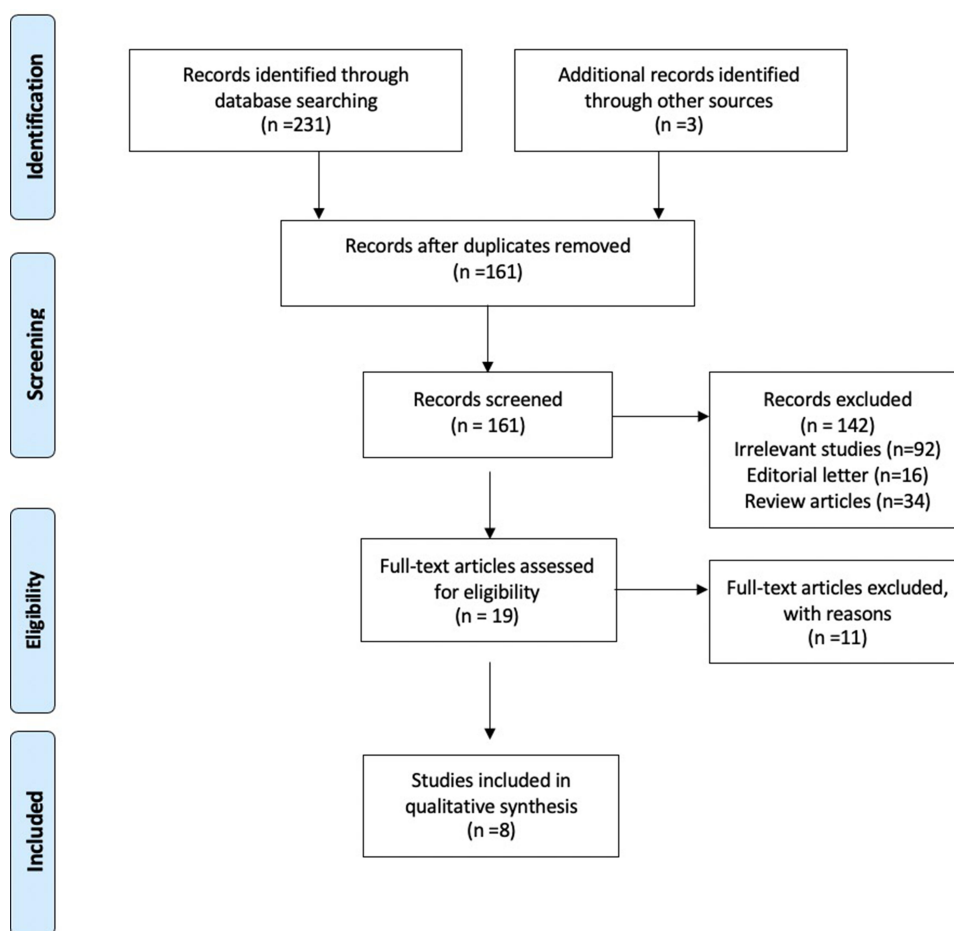 Identification
Records identified through
database searching
(n =231)
Additional records identified
through other sources
(n =3)
Records after duplicates removed
(n =161)
Screening
Records screened
(n = 161)
Records excluded
(n = 142)
Irrelevant studies (n=92)
Editorial letter (n=16)
Review articles (n=34)
Eligibility
Full-text articles assessed
for eligibility
(n = 19)
Full-text articles excluded,
with reasons
(n =11)
Included
Studies included in
qualitative synthesis
(n =8)